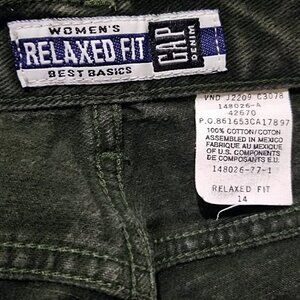 WOMEN'S
RELAXED FIT
BEST BASICS
GAP
DENIM
VND J2209 C3078
148026-A
42670
P.O.861653CA17897
100% COTTON/COTON
ASSEMBLED IN MEXICO
FABRIQUE AU MEXIQUE
OF U.S. COMPONENTS
DE COMPOSANTS E.U.
148026-77-1
RELAXED FIT
14